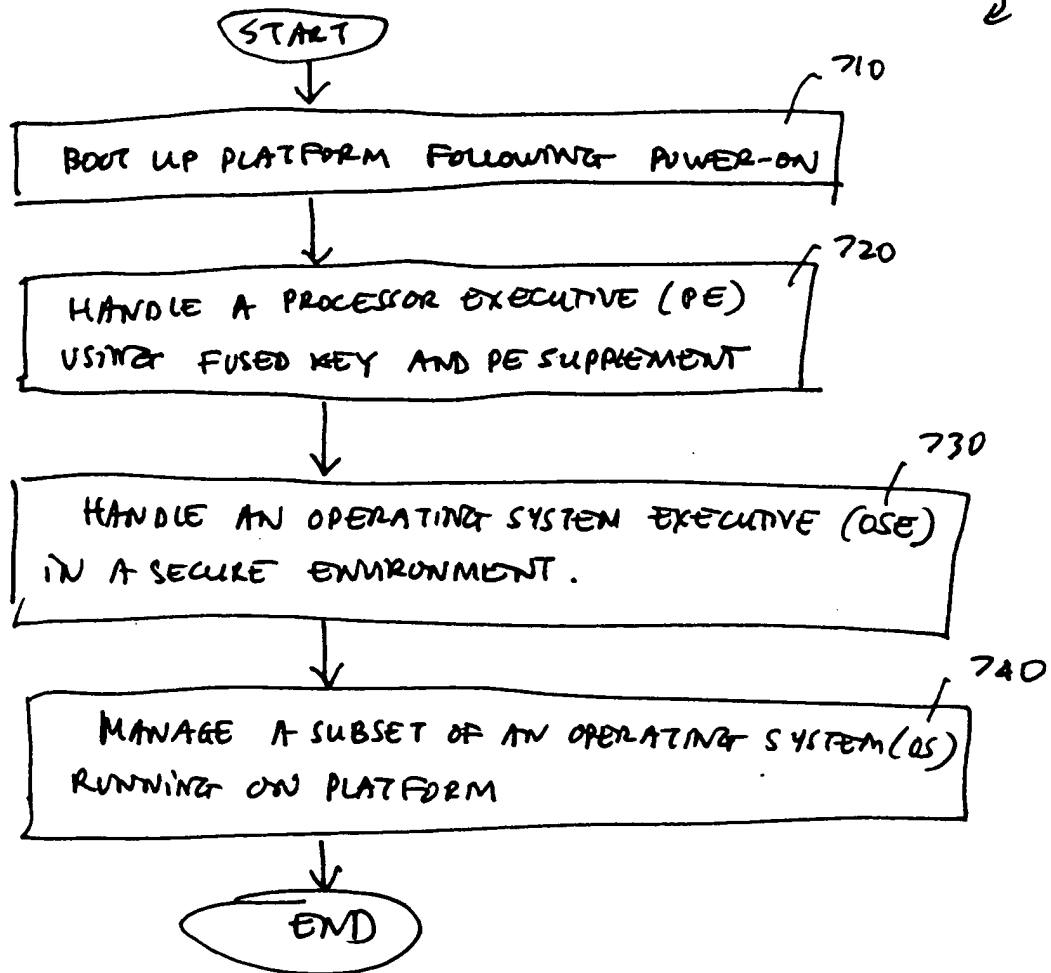 START
710
BOOT UP PLATFORM FOLLOWING POWER-ON
720
HANDLE A PROCESSOR EXECUTIVE (PE)
USING FUSED KEY AND PE SUPPLEMENT
730
HANDLE AN OPERATING SYSTEM EXECUTIVE (OSE)
IN A SECURE ENVIRONMENT.
740
MANAGE A SUBSET OF AN OPERATING SYSTEM (OS)
RUNNING ON PLATFORM
END